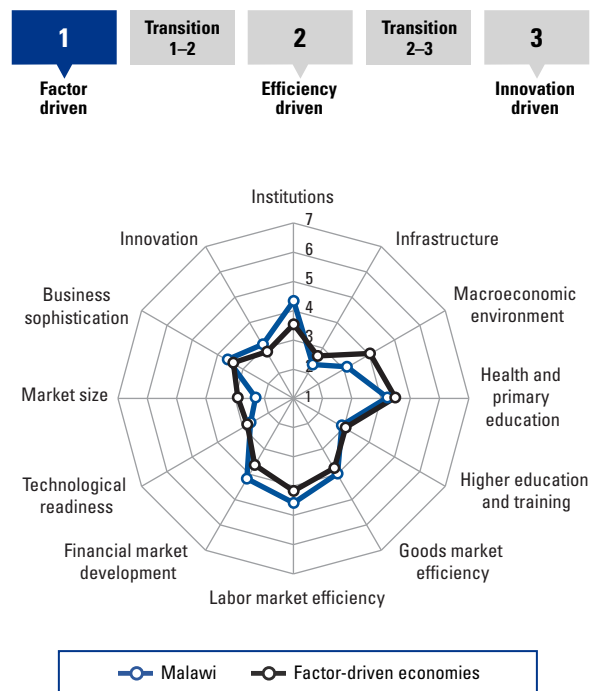 1
Transition
1–2
2
Transition
2–3
3
Factor
driven
Efficiency
driven
Innovation
driven
Institutions
7
Innovation
Infrastructure
6
5
Business
sophistication
Macroeconomic
environment
4
3
2
Market size
1
Health and
primary
education
Technological
readiness
Higher education
and training
Financial market
development
Goods market
efficiency
Labor market efficiency
Malawi
Factor-driven economies